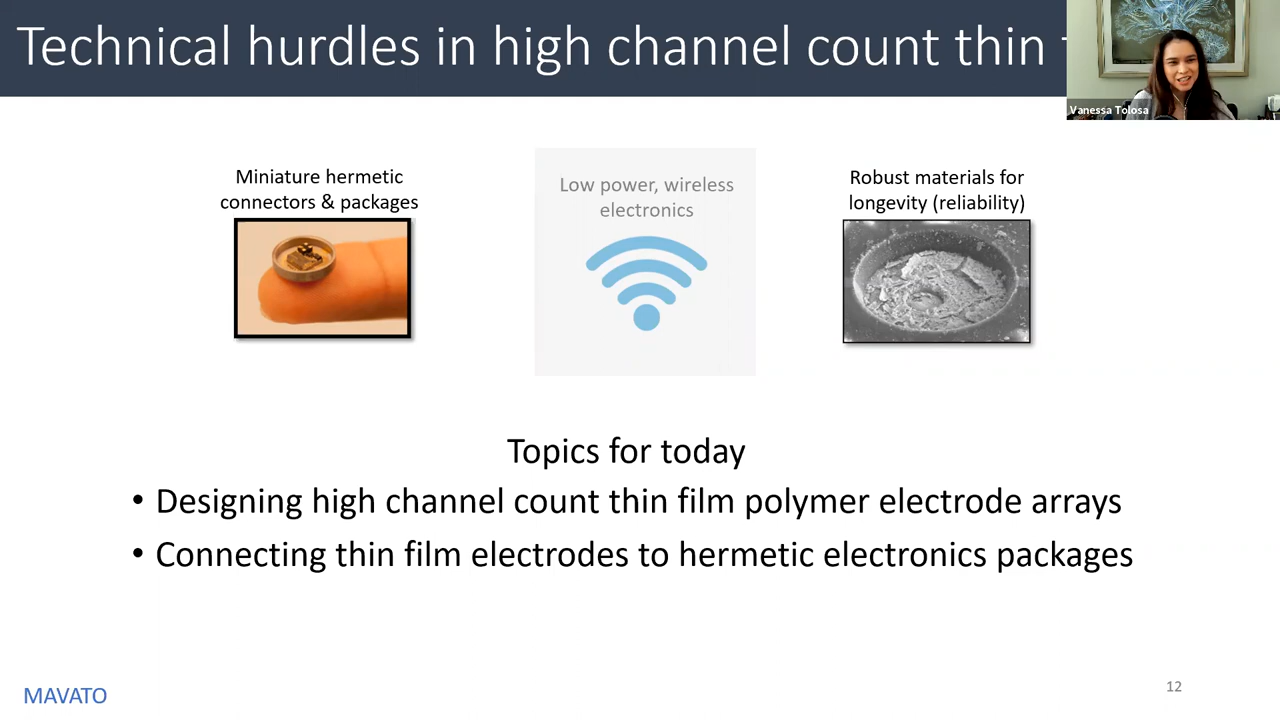 Technical hurdles in high channel count thin
Vanessa Tolosa
Miniature hermetic
connectors & packages
Low power, wireless
electronics
Robust materials for
longevity (reliability)
Topics for today
• Designing high channel count thin film polymer electrode arrays
• Connecting thin film electrodes to hermetic electronics packages
MAVATO
12